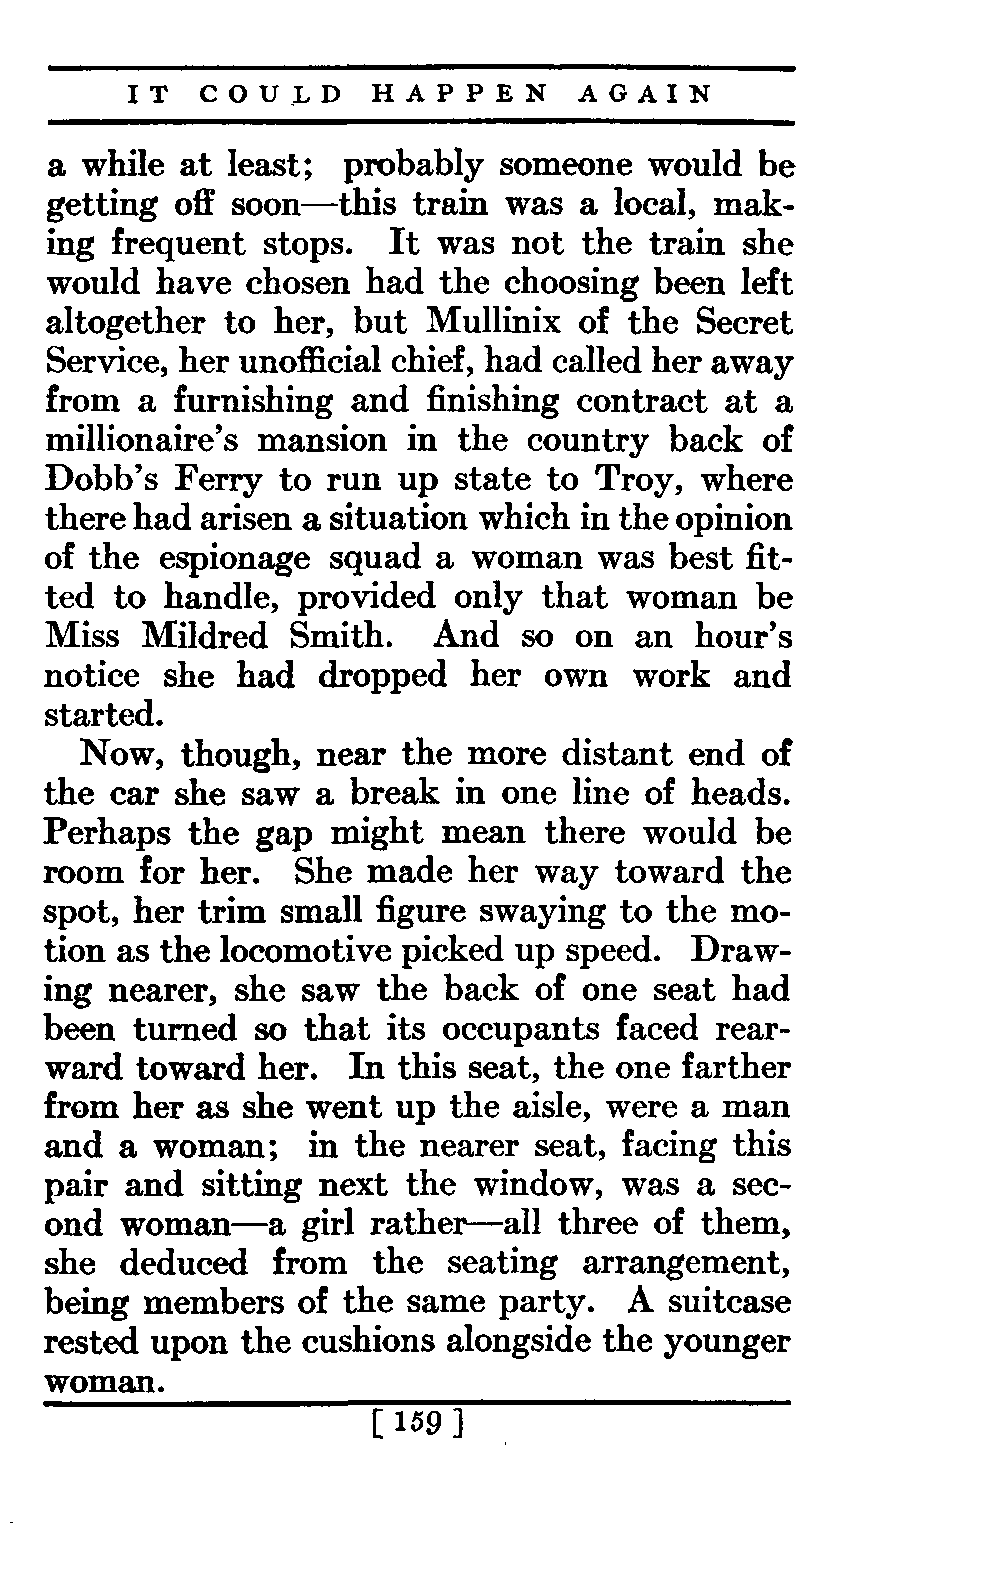 IT COULD HAPPEN AGAIN
a while at least; probably someone would be
getting off soon—this train was a local, mak-
ing frequent stops. It was not the train she
would have chosen had the choosing been left
altogether to her, but Mullinix of the Secret
Service, her unofficial chief, had called her away
from a furnishing and finishing contract at a
millionaire's mansion in the country back of
Dobb's Ferry to run up state to Troy, where
there had arisen a situation which in the opinion
of the espionage squad a woman was best fit-
ted to handle, provided only that woman be
Miss Mildred Smith. And so on an hour's
notice she had dropped her own work and
started.
Now, though, near the more distant end of
the car she saw a break in one line of heads.
Perhaps the gap might mean there would be
room for her. She made her way toward the
spot, her trim small figure swaying to the mo-
tion as the locomotive picked up speed. Draw-
ing nearer, she saw the back of one seat had
been turned so that its occupants faced rear-
ward toward her. In this seat, the one farther
from her as she went up the aisle, were a man
and a woman; in the nearer seat, facing this
pair and sitting next the window, was a sec-
ond woman—a girl rather—all three of them,
she deduced from the seating arrangement,
being members of the same party. A suitcase
rested upon the cushions alongside the younger
woman.
[ 159 ]